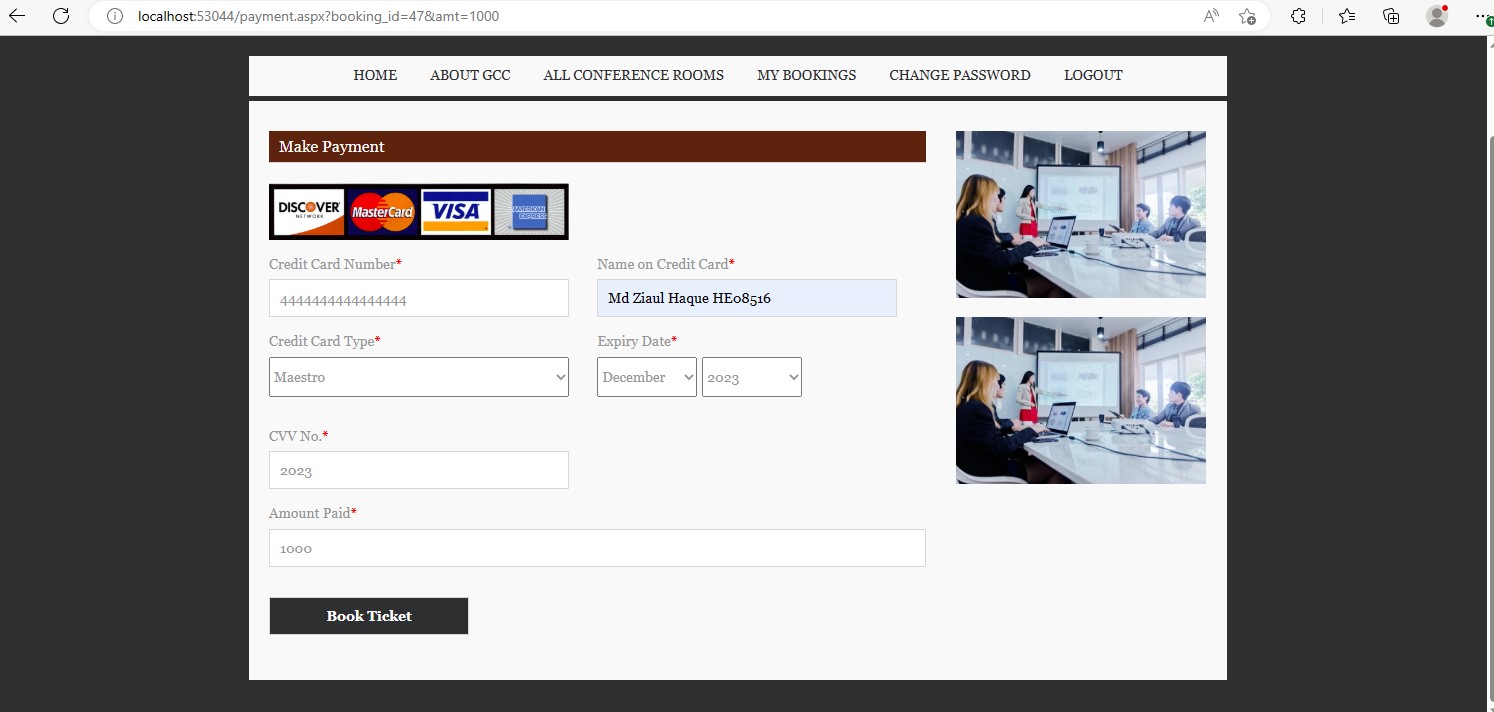 localhost:53044/payment.aspx?booking_id=47&amt=1000
HOME ABOUT GCC ALL CONFERENCE ROOMS MY BOOKINGS CHANGE PASSWORD LOGOUT
Make Payment
DISCOVER NETWORK MasterCard VISA AMERICAN EXPRESS
Credit Card Number* Name on Credit Card*
4444444444444444 Md Ziaul Haque HE08516
Credit Card Type* Expiry Date*
Maestro December 2023
CVV No.*
2023
Amount Paid*
1000
Book Ticket